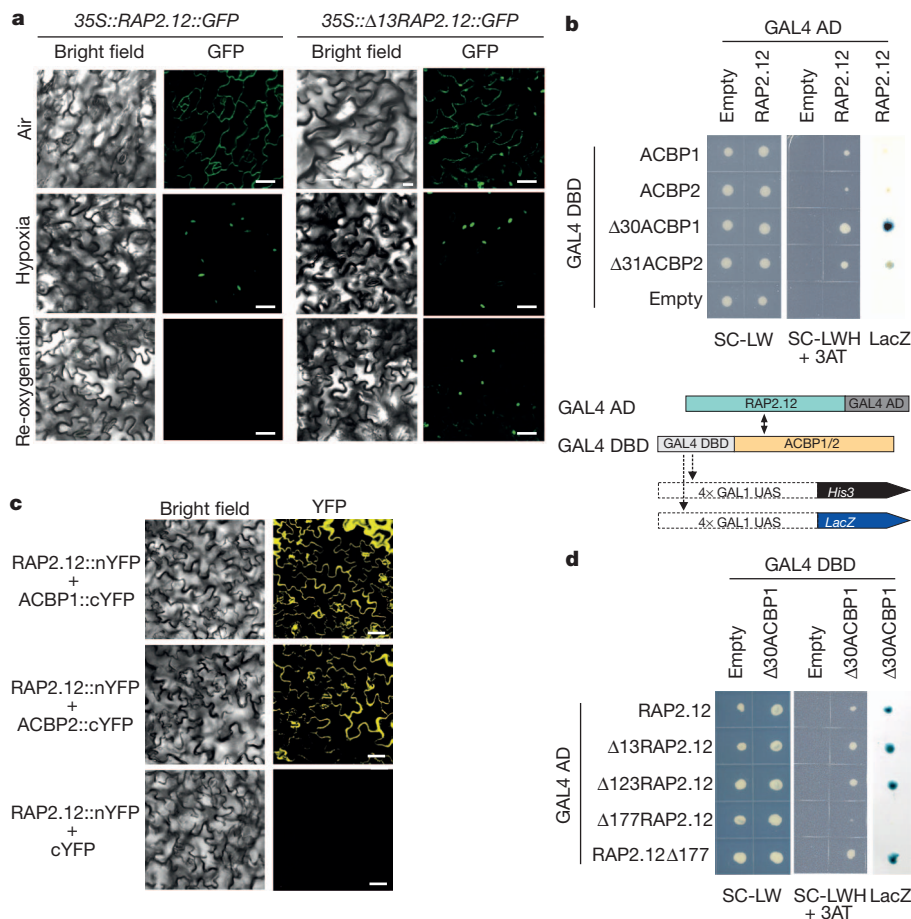 a
35S::RAP2.12::GFP
35S::Δ13RAP2.12::GFP
Bright field
GFP
Bright field
GFP
Air
Hypoxia
Re-oxygenation
b
GAL4 AD
Empty
RAP2.12
Empty
RAP2.12
RAP2.12
GAL4 DBD
ACBP1
ACBP2
Δ30ACBP1
Δ31ACBP2
Empty
SC-LW
SC-LWH
+ 3AT
LacZ
GAL4 AD
RAP2.12
GAL4 AD
GAL4 DBD
GAL4 DBD
ACBP1/2
4× GAL1 UAS
His3
4× GAL1 UAS
LacZ
c
Bright field
YFP
RAP2.12::nYFP
+
ACBP1::cYFP
RAP2.12::nYFP
+
ACBP2::cYFP
RAP2.12::nYFP
+
cYFP
d
GAL4 DBD
Empty
Δ30ACBP1
Empty
Δ30ACBP1
Δ30ACBP1
GAL4 AD
RAP2.12
Δ13RAP2.12
Δ123RAP2.12
Δ177RAP2.12
RAP2.12Δ177
SC-LW
SC-LWH
+ 3AT
LacZ